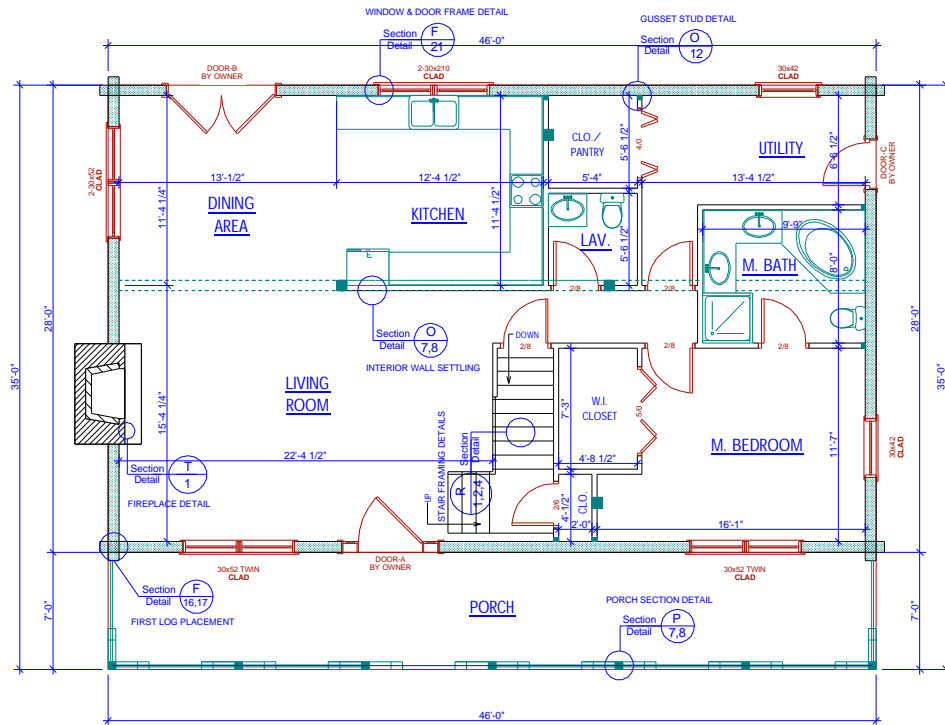 WINDOW & DOOR FRAME DETAIL
GUSSET STUD DETAIL
Section
Detail
F
21
Section
Detail
O
12
46'-0"
DOOR-B
BY OWNER
2-30x210
CLAD
30x42
CLAD
2-30x52
CLAD
11'-4 1/4"
13'-1/2"
12'-4 1/2"
11'-4 1/2"
DINING
AREA
KITCHEN
CLO./
PANTRY
5'-6 1/2"
4/0
5'-4"
UTILITY
13'-4 1/2"
6'-6 1/2"
DOOR-C
BY OWNER
LAV.
5'-6 1/2"
9'-9"
M. BATH
8'-0"
2/8
2/8
28'-0"
35'-0"
28'-0"
35'-0"
Section
Detail
O
7,8
INTERIOR WALL SETTLING
DOWN
2/8
2/8
2/8
LIVING
ROOM
15'-4 1/4"
7'-3"
W.I.
CLOSET
5/0
M. BEDROOM
11'-7"
30x42
CLAD
22'-4 1/2"
4'-8 1/2"
STAIR FRAMING DETAILS
Section
Detail
R
1,2,4
Section
Detail
T
1
FIREPLACE DETAIL
UP
2/6
4'-1/2"
CLO.
2'-0"
16'-1"
30x52 TWIN
CLAD
DOOR-A
BY OWNER
30x52 TWIN
CLAD
Section
Detail
F
16,17
FIRST LOG PLACEMENT
7'-0"
PORCH
PORCH SECTION DETAIL
Section
Detail
P
7,8
7'-0"
46'-0"